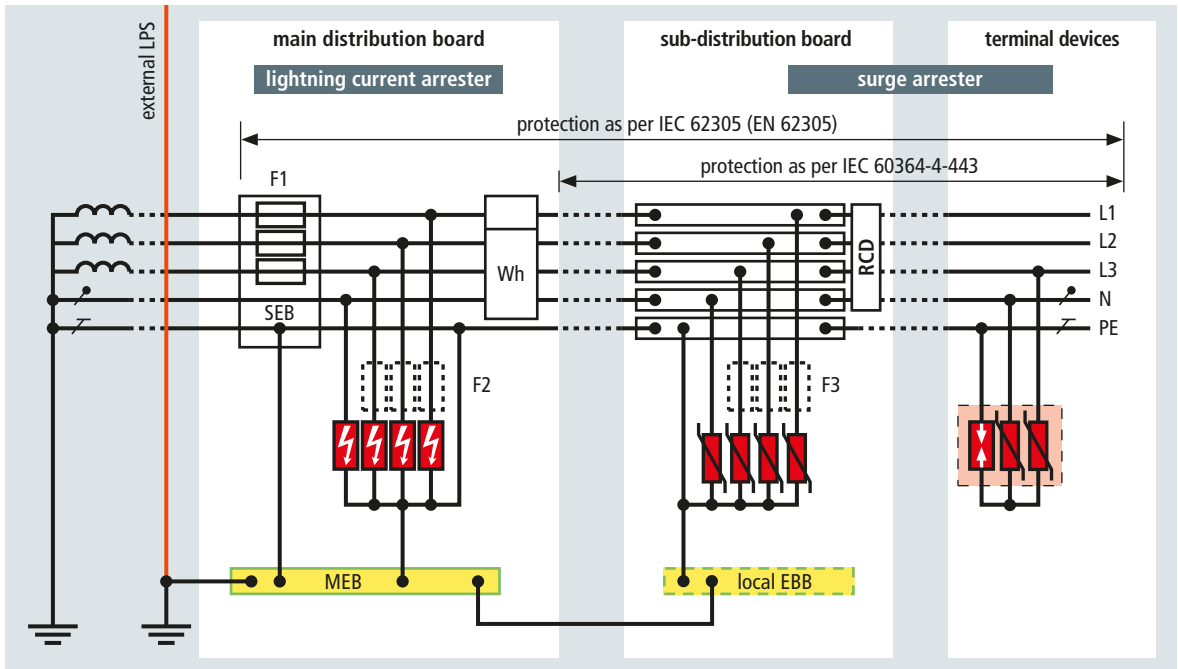 external LPS
main distribution board
sub-distribution board
terminal devices
lightning current arrester
surge arrester
protection as per IEC 62305 (EN 62305)
protection as per IEC 60364-4-443
F1
L1
L2
L3
N
PE
Wh
RCD
SEB
F2
F3
MEB
local EBB